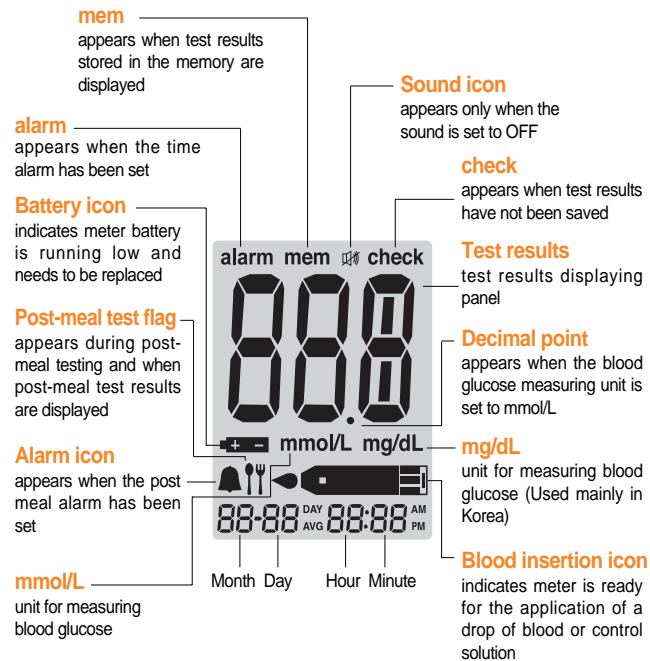 mem
appears when test results
stored in the memory are
displayed
alarm
appears when the time
alarm has been set
Battery icon
indicates meter battery
is running low and
needs to be replaced
Post-meal test flag
appears during post-
meal testing and when
post-meal test results
are displayed
Alarm icon
appears when the post
meal alarm has been
set
mmol/L
unit for measuring
blood glucose
alarm mem check
88.8
mmol/L mg/dL
88-88 DAY AVG 88:88 AM PM
Month Day Hour Minute
Sound icon
appears only when the
sound is set to OFF
check
appears when test results
have not been saved
Test results
test results displaying
panel
Decimal point
appears when the blood
glucose measuring unit is
set to mmol/L
mg/dL
unit for measuring blood
glucose (Used mainly in
Korea)
Blood insertion icon
indicates meter is ready
for the application of a
drop of blood or control
solution